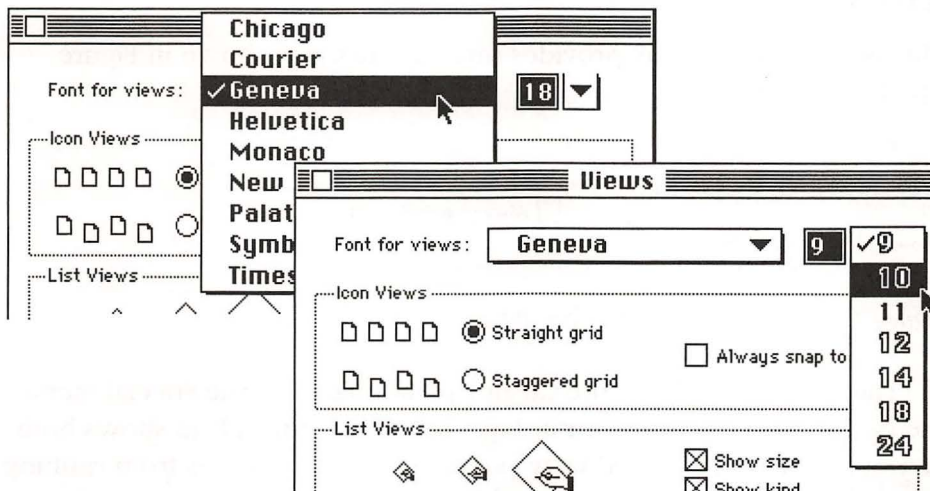 Chicago
Courier
Font for views: ✓Geneva 18
Helvetica
Icon Views
Monaco
New
Palat
Symb
List Views
Times
Views
Font for views: Geneva 9 ✓9
10
11
12
14
18
24
Icon Views
Straight grid
Always snap to
Staggered grid
List Views
Show size
Show kind